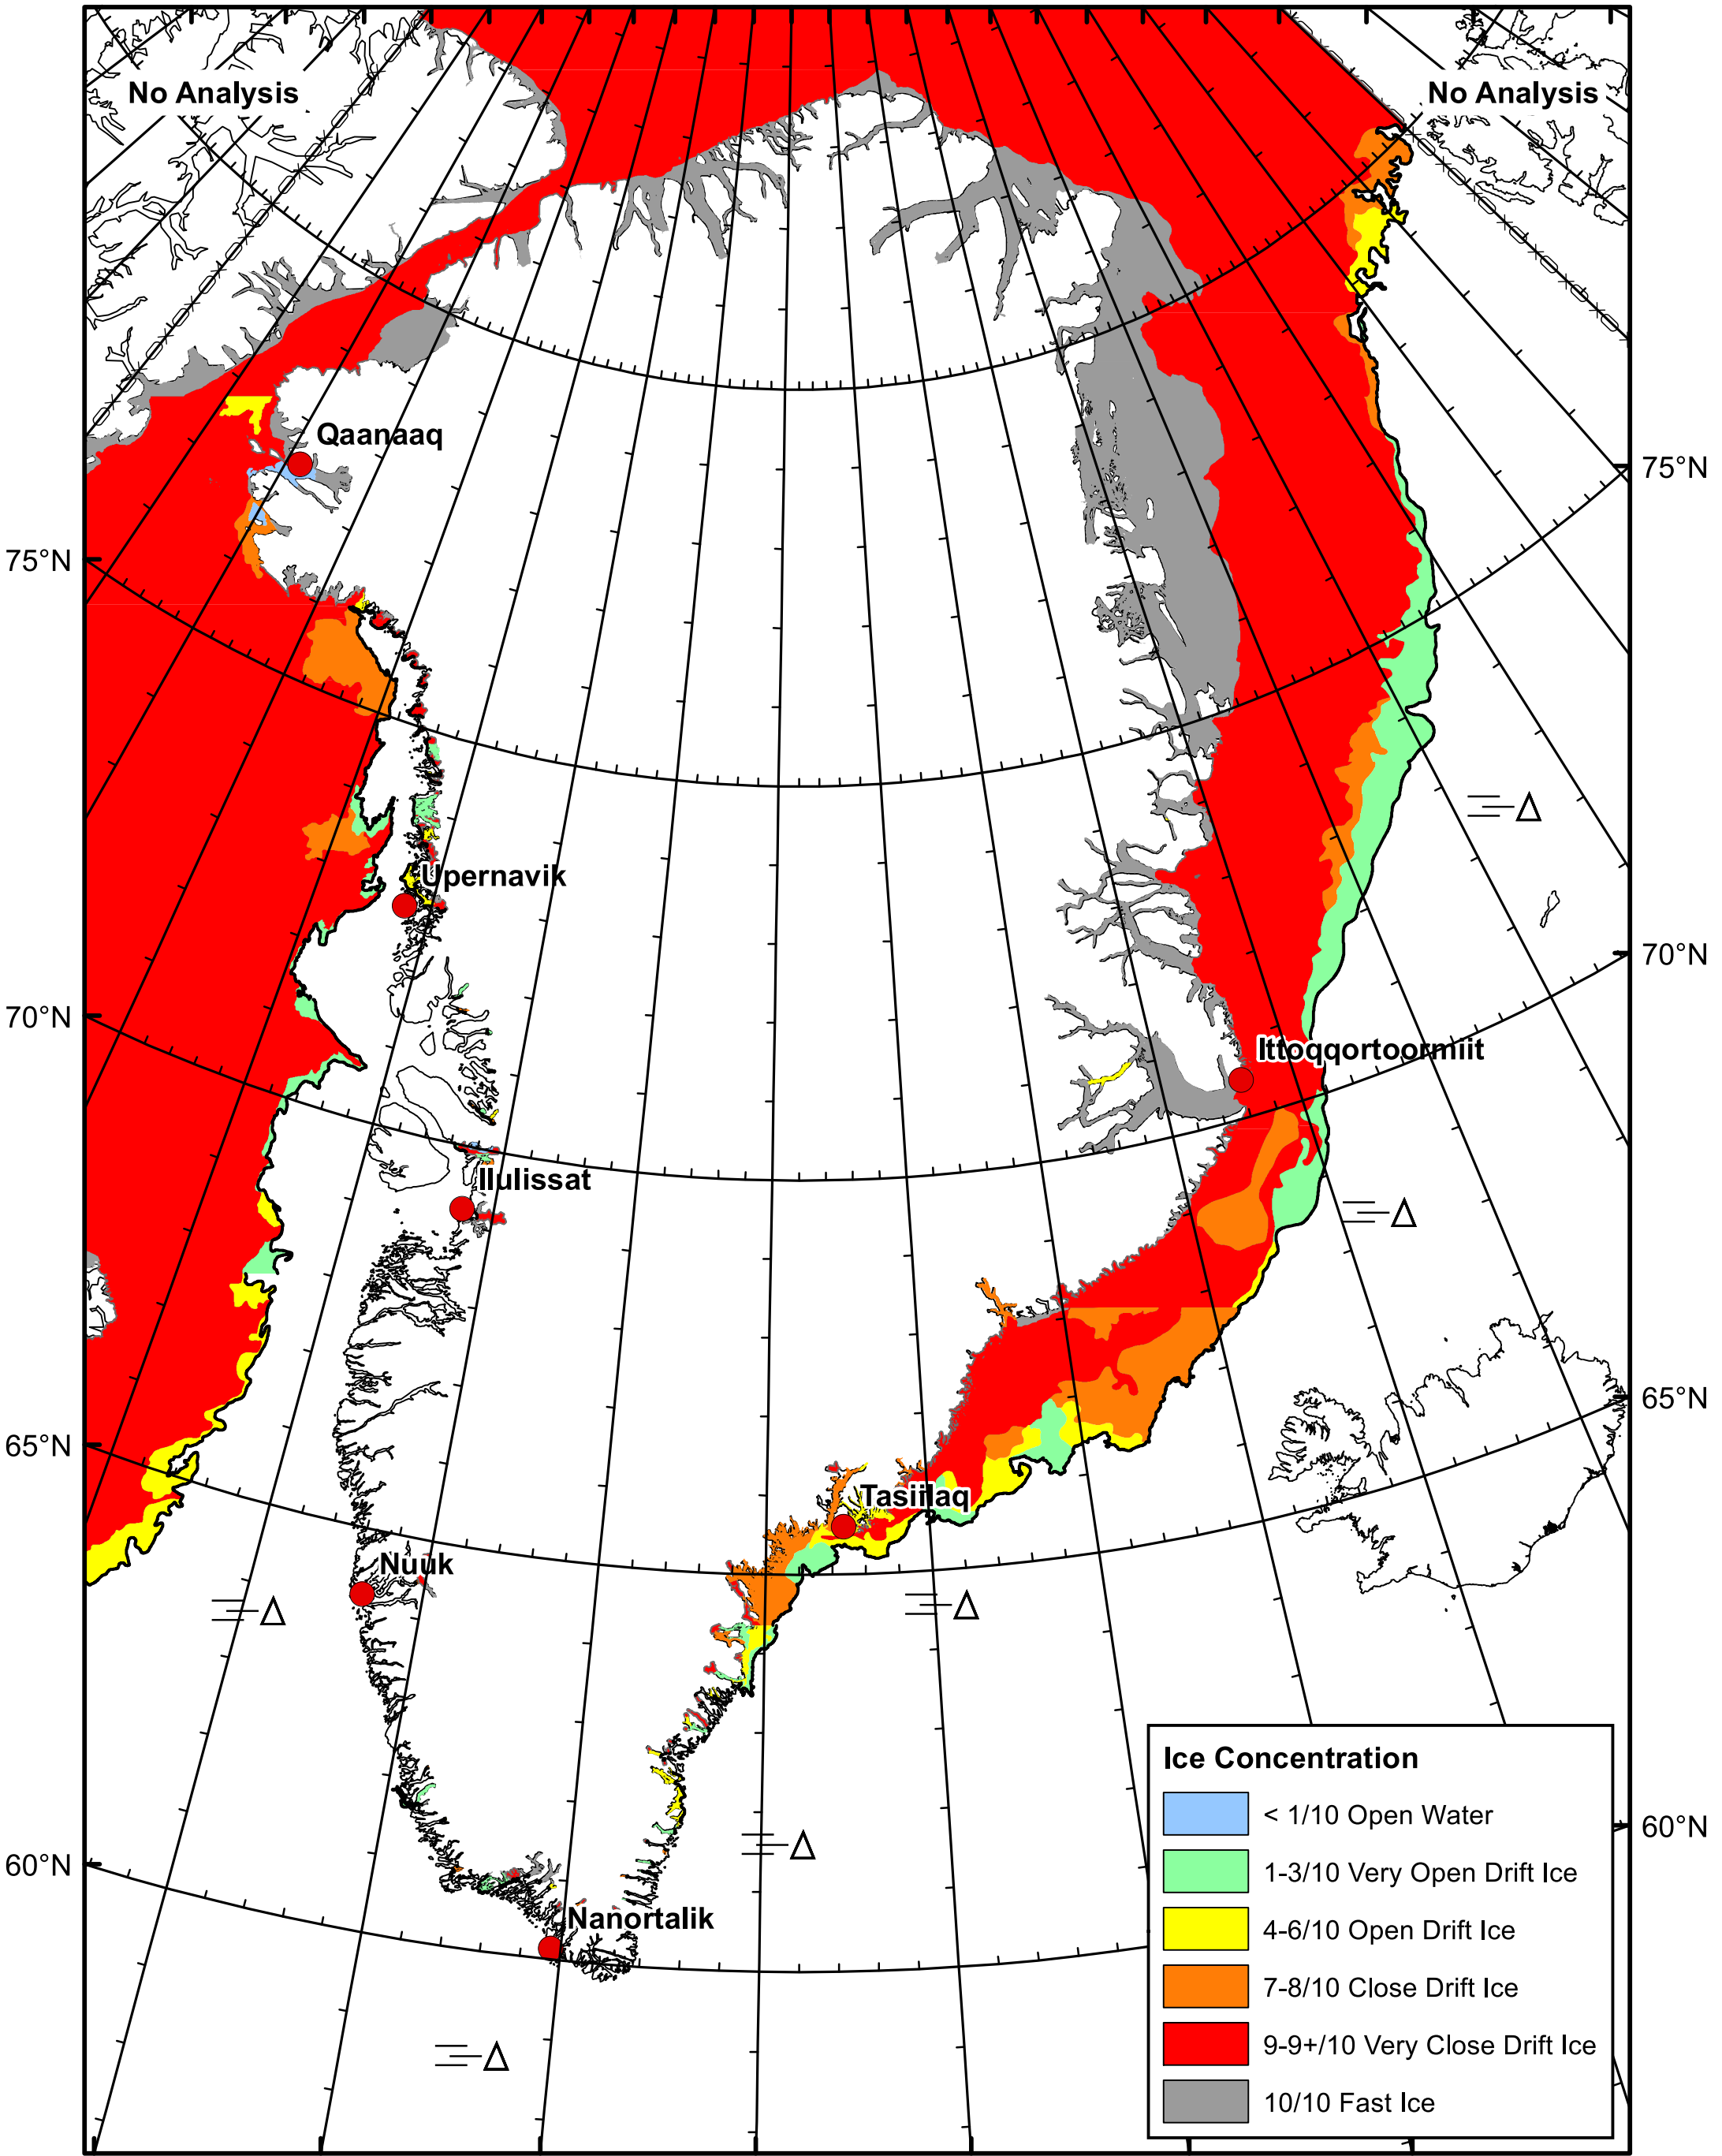 No Analysis
No Analysis
Qaanaaq
75°N
75°N
Upernavik
70°N
70°N
Ittoqqortoormiit
Ilulissat
65°N
65°N
Tasiilaq
Nuuk
60°N
60°N
Nanortalik
Ice Concentration
< 1/10 Open Water
1-3/10 Very Open Drift Ice
4-6/10 Open Drift Ice
7-8/10 Close Drift Ice
9-9+/10 Very Close Drift Ice
10/10 Fast Ice